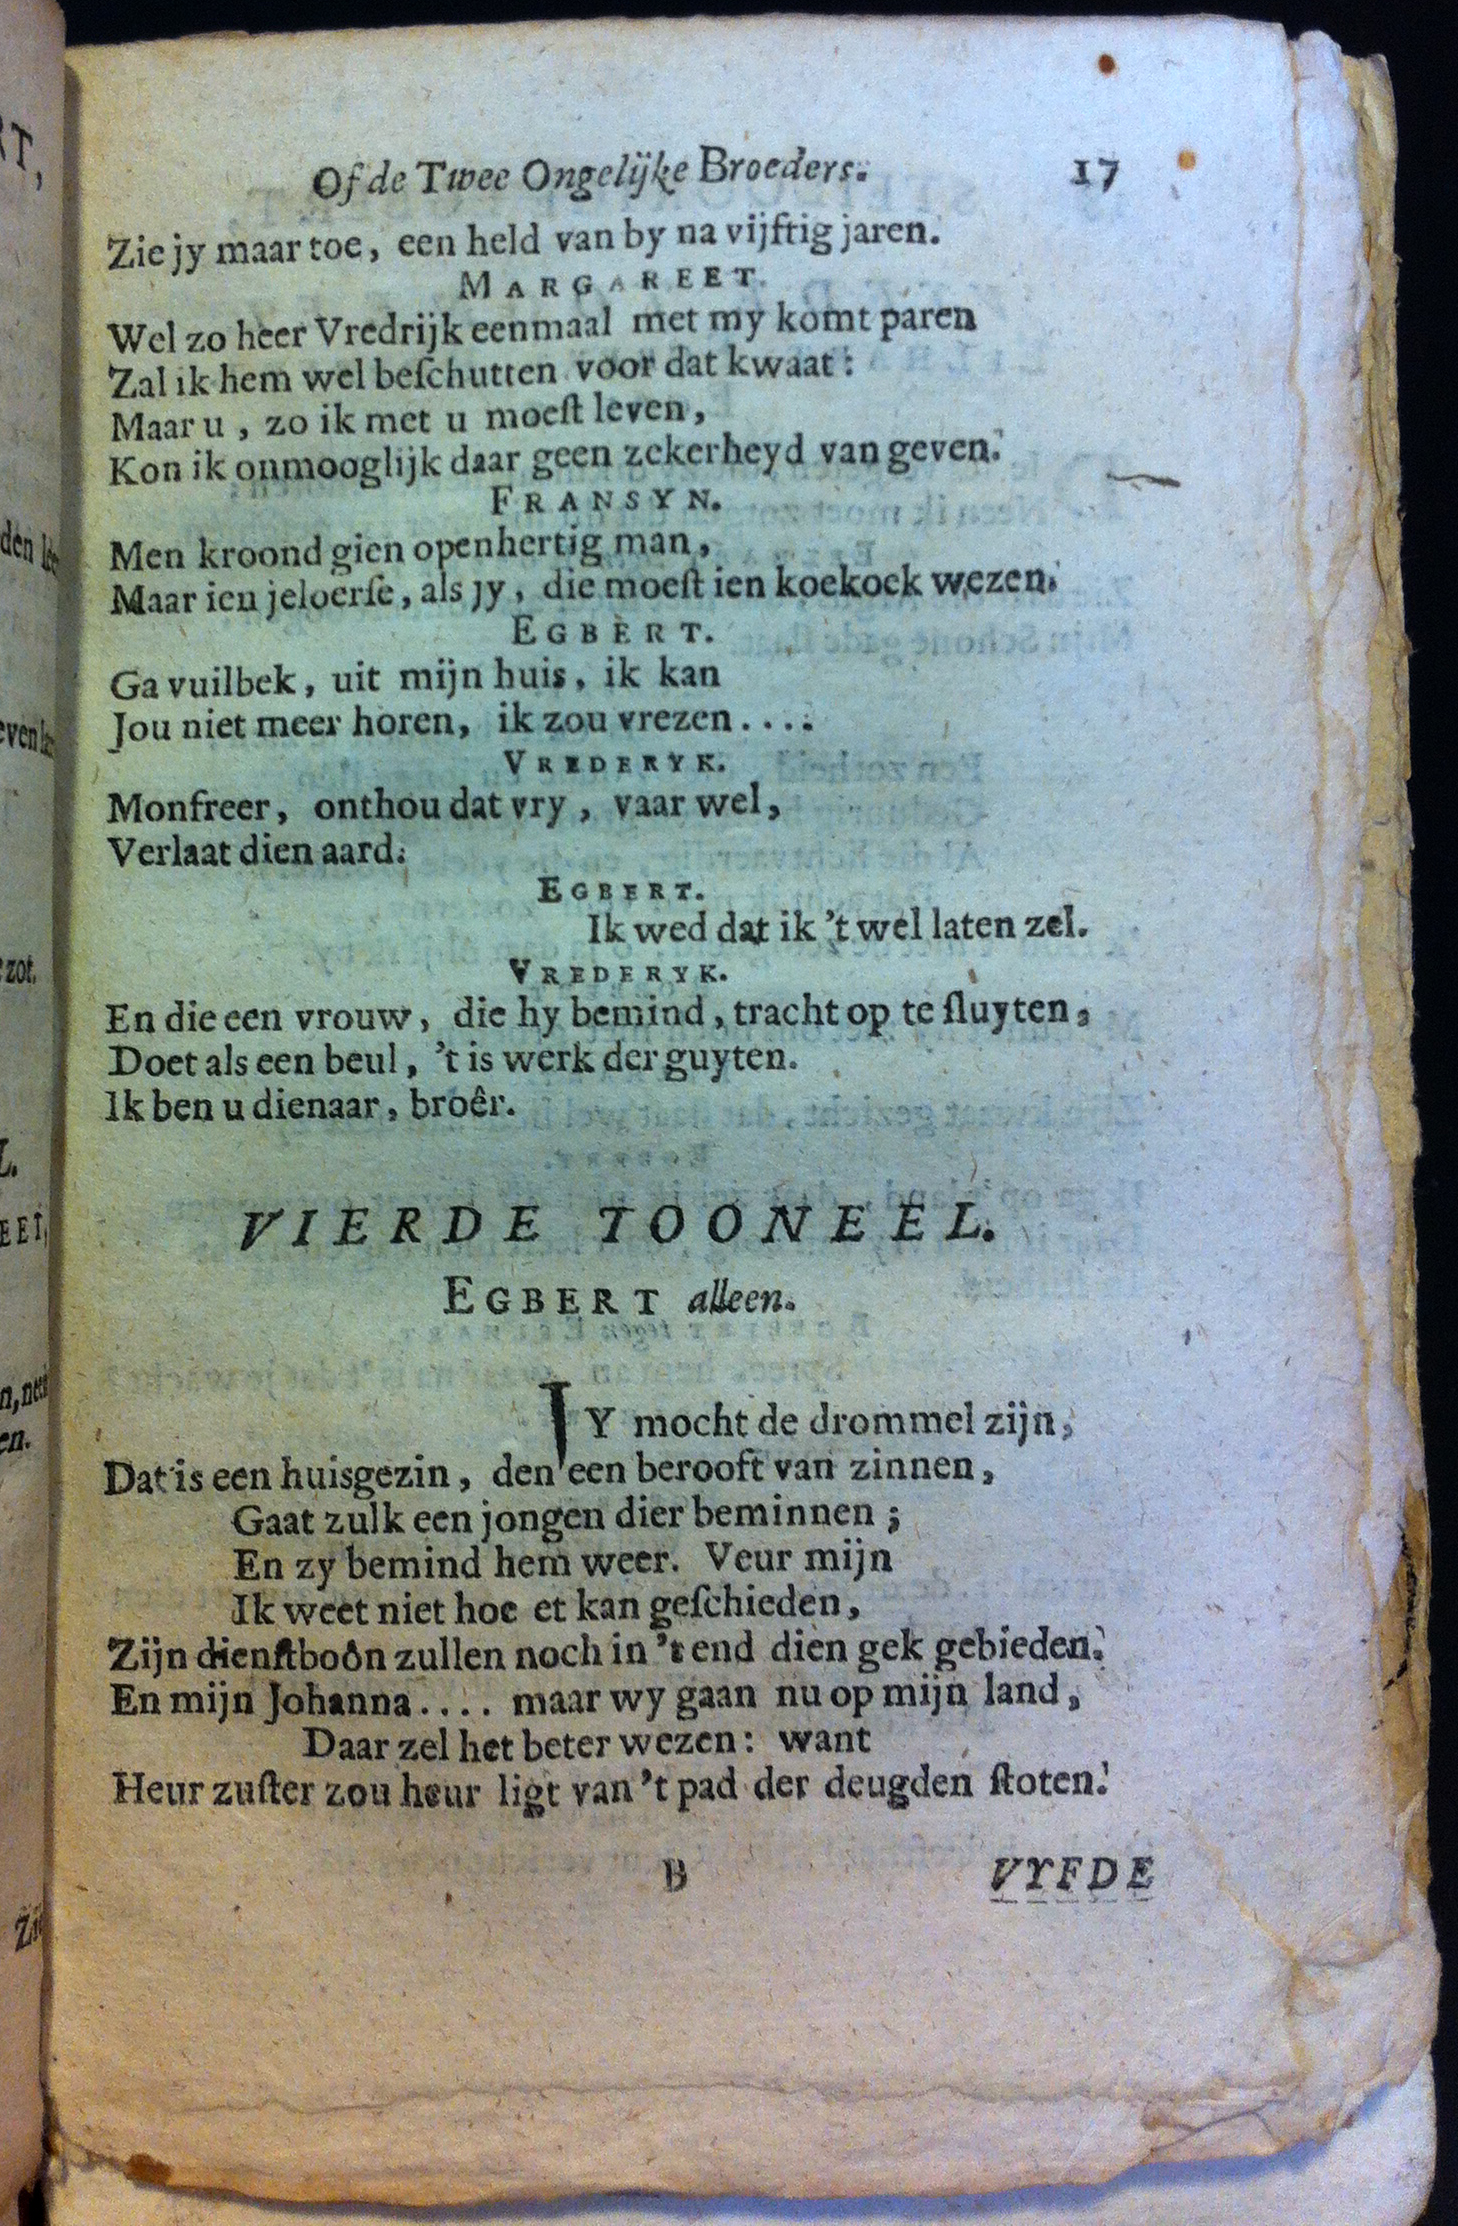 Of de Twee Ongelijke Broeders. 17
Zie jy maar toe, een held van by na vijftig jaren.
MARGAREET.
Wel zo heer Vredrijk eenmaal met my komt paren
Zal ik hem wel beſchutten voor dat kwaat:
Maar u, zo ik met u moeſt leven,
Kon ik onmooglijk daar geen zekerheyd van geven.
FRANSYN.
Men kroond gien openhertig man,
Maar ien jeloerſe, als jy, die moeſt ien koekoek wezen.
EGBERT.
Ga vuilbek, uit mijn huis, ik kan
Jou niet meer horen, ik zou vrezen....
VREDERYK.
Monfreer, onthou dat vry, vaar wel,
Verlaat dien aard.
EGBERT.
Ik wed dat ik 't wel laten zel.
VREDERYK.
En die een vrouw, die hy bemind, tracht op te ſluyten,
Doet als een beul, 't is werk der guyten.
Ik ben u dienaar, broêr.
VIERDE TOONEEL.
EGBERT alleen.
JY mocht de drommel zijn,
Dat is een huisgezin, den een berooft van zinnen,
Gaat zulk een jongen dier beminnen;
En zy bemind hem weer. Veur mijn
Ik weet niet hoe et kan geſchieden,
Zijn dienſtboôn zullen noch in 't end dien gek gebieden.
En mijn Johanna.... maar wy gaan nu op mijn land,
Daar zel het beter wezen: want
Heur zuſter zou heur ligt van 't pad der deugden ſtoten.
B VYFDE
RT,
den
even
zot.
L.
EET,
n, nee
en.